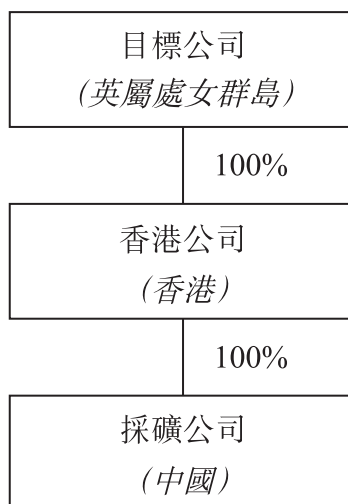 目標公司
（英屬處女群島）
100%
香港公司
（香港）
100%
採礦公司
（中國）